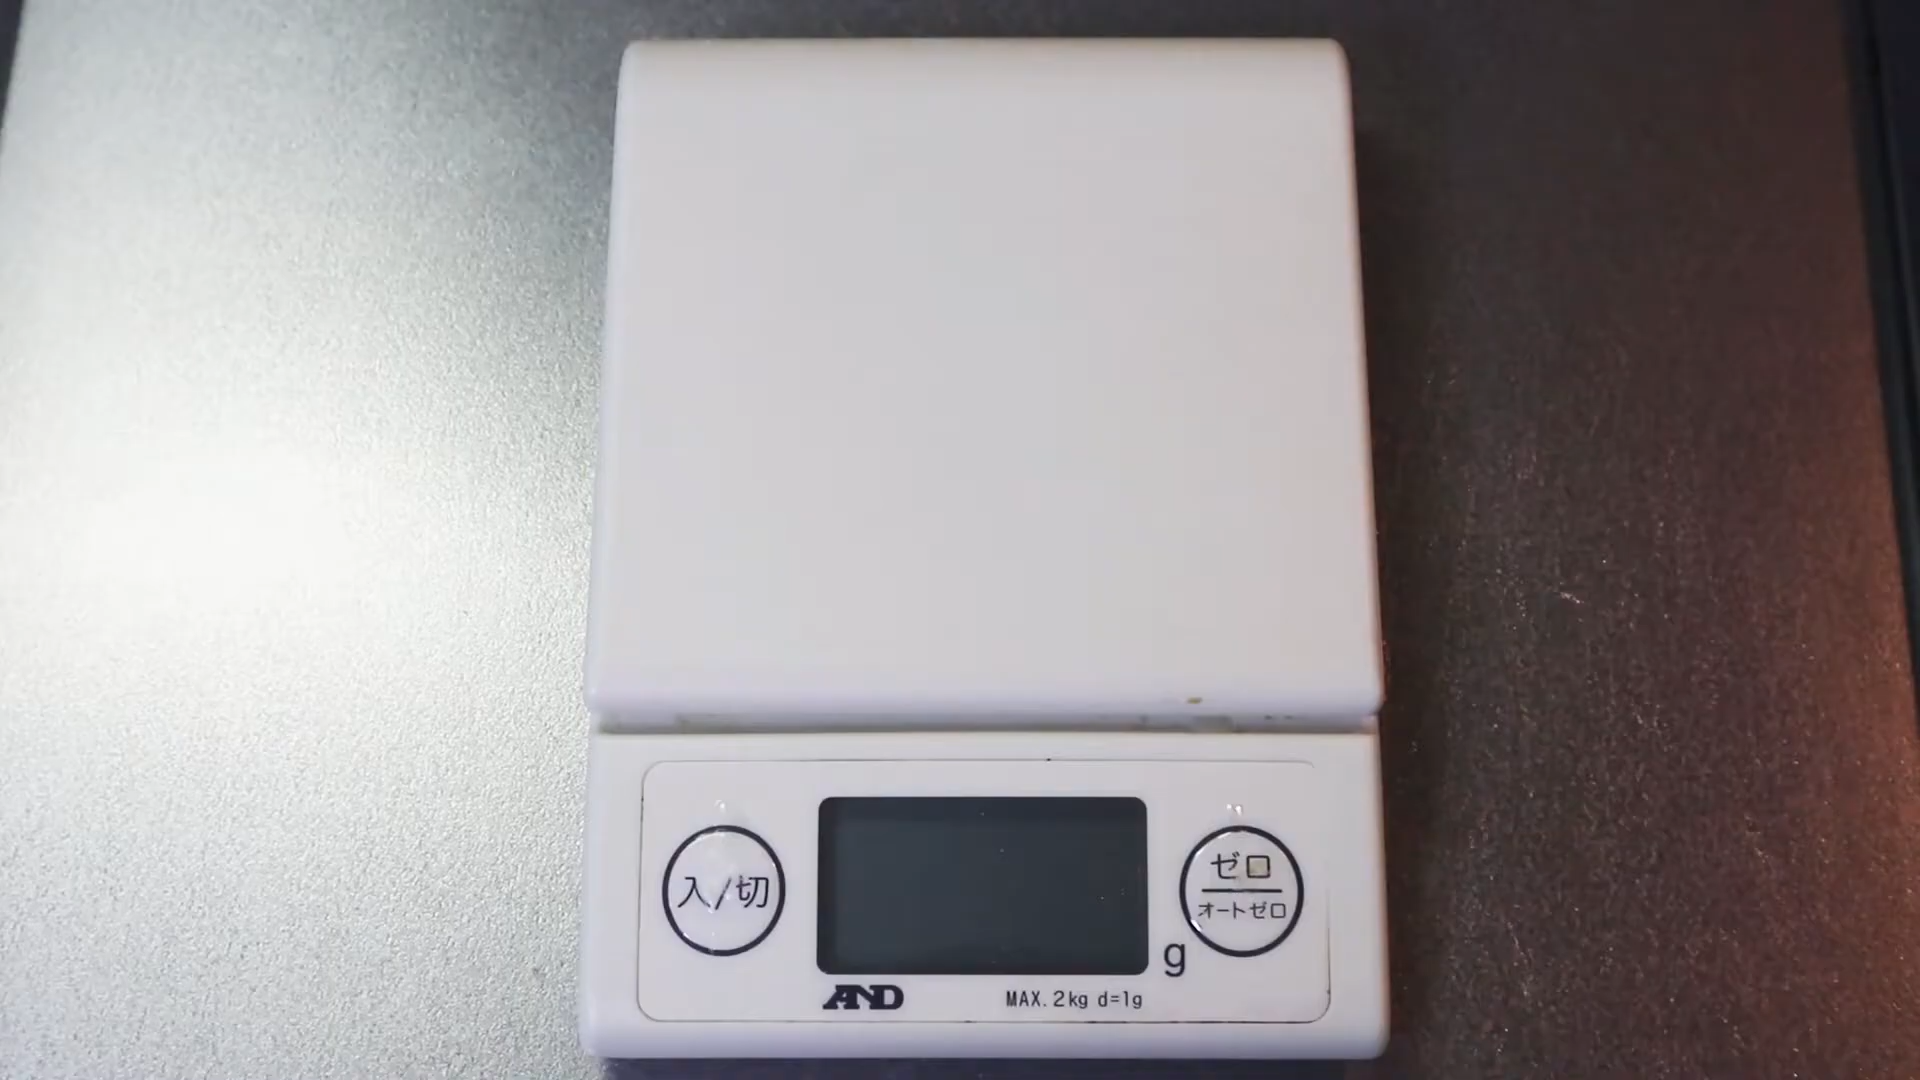 入/切
ゼロ
オートゼロ
g
AND
MAX. 2kg d=1g